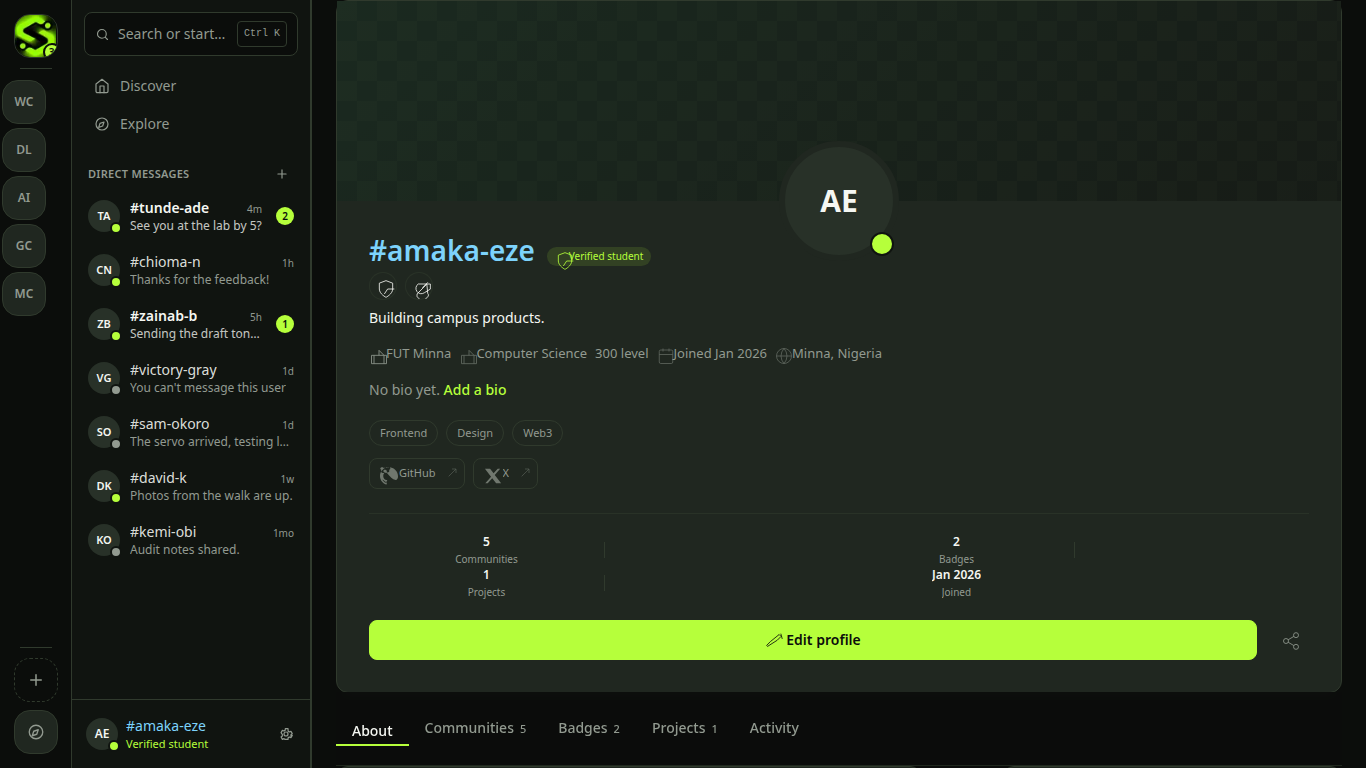 3
WC
DL
AI
GC
MC
Search or start... Ctrl K
Discover
Explore
DIRECT MESSAGES
TA #tunde-ade 4m
See you at the lab by 5? 2
CN #chioma-n 1h
Thanks for the feedback!
ZB #zainab-b 5h
Sending the draft ton... 1
VG #victory-gray 1d
You can't message this user
SO #sam-okoro 1d
The servo arrived, testing l...
DK #david-k 1w
Photos from the walk are up.
KO #kemi-obi 1mo
Audit notes shared.
AE #amaka-eze
Verified student
AE
#amaka-eze Verified student
Building campus products.
FUT Minna Computer Science 300 level Joined Jan 2026 Minna, Nigeria
No bio yet. Add a bio
Frontend Design Web3
GitHub X
5
Communities
2
Badges
1
Projects
Jan 2026
Joined
Edit profile
About Communities 5 Badges 2 Projects 1 Activity